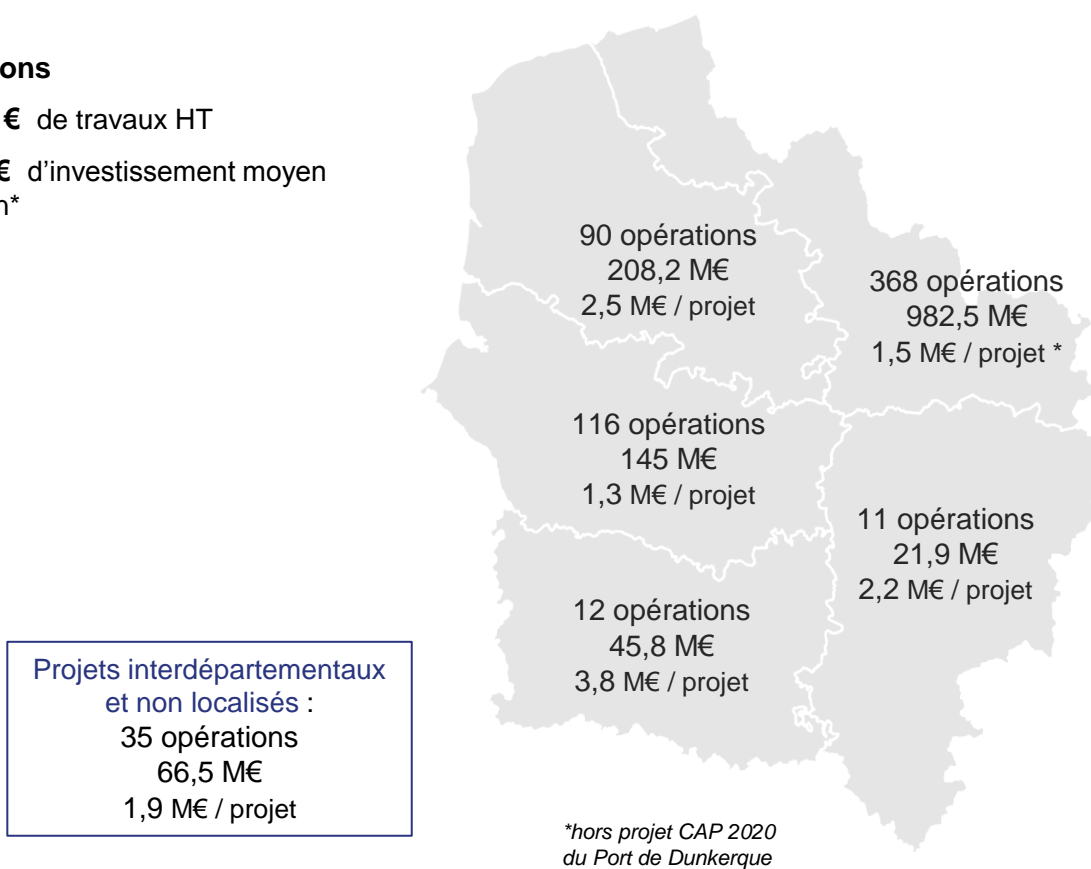 ons
€ de travaux HT
€ d'investissement moyen
n*
90 opérations
208,2 M€
2,5 M€ / projet
368 opérations
982,5 M€
1,5 M€ / projet *
116 opérations
145 M€
1,3 M€ / projet
11 opérations
21,9 M€
2,2 M€ / projet
12 opérations
45,8 M€
3,8 M€ / projet
Projets interdépartementaux
et non localisés :
35 opérations
66,5 M€
1,9 M€ / projet
*hors projet CAP 2020
du Port de Dunkerque